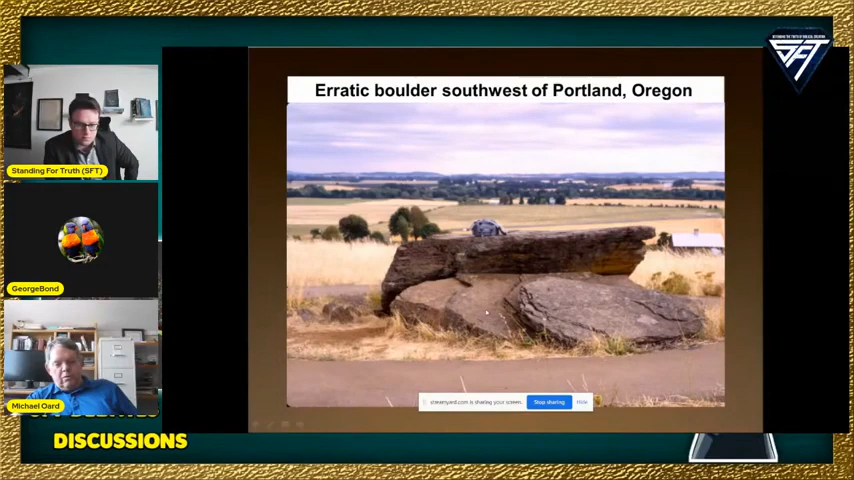 Erratic boulder southwest of Portland, Oregon
SFT
Standing For Truth (SFT)
GeorgeBond
Michael Oard
streamyard.com is sharing your screen.
Stop sharing
Hide
DISCUSSIONS